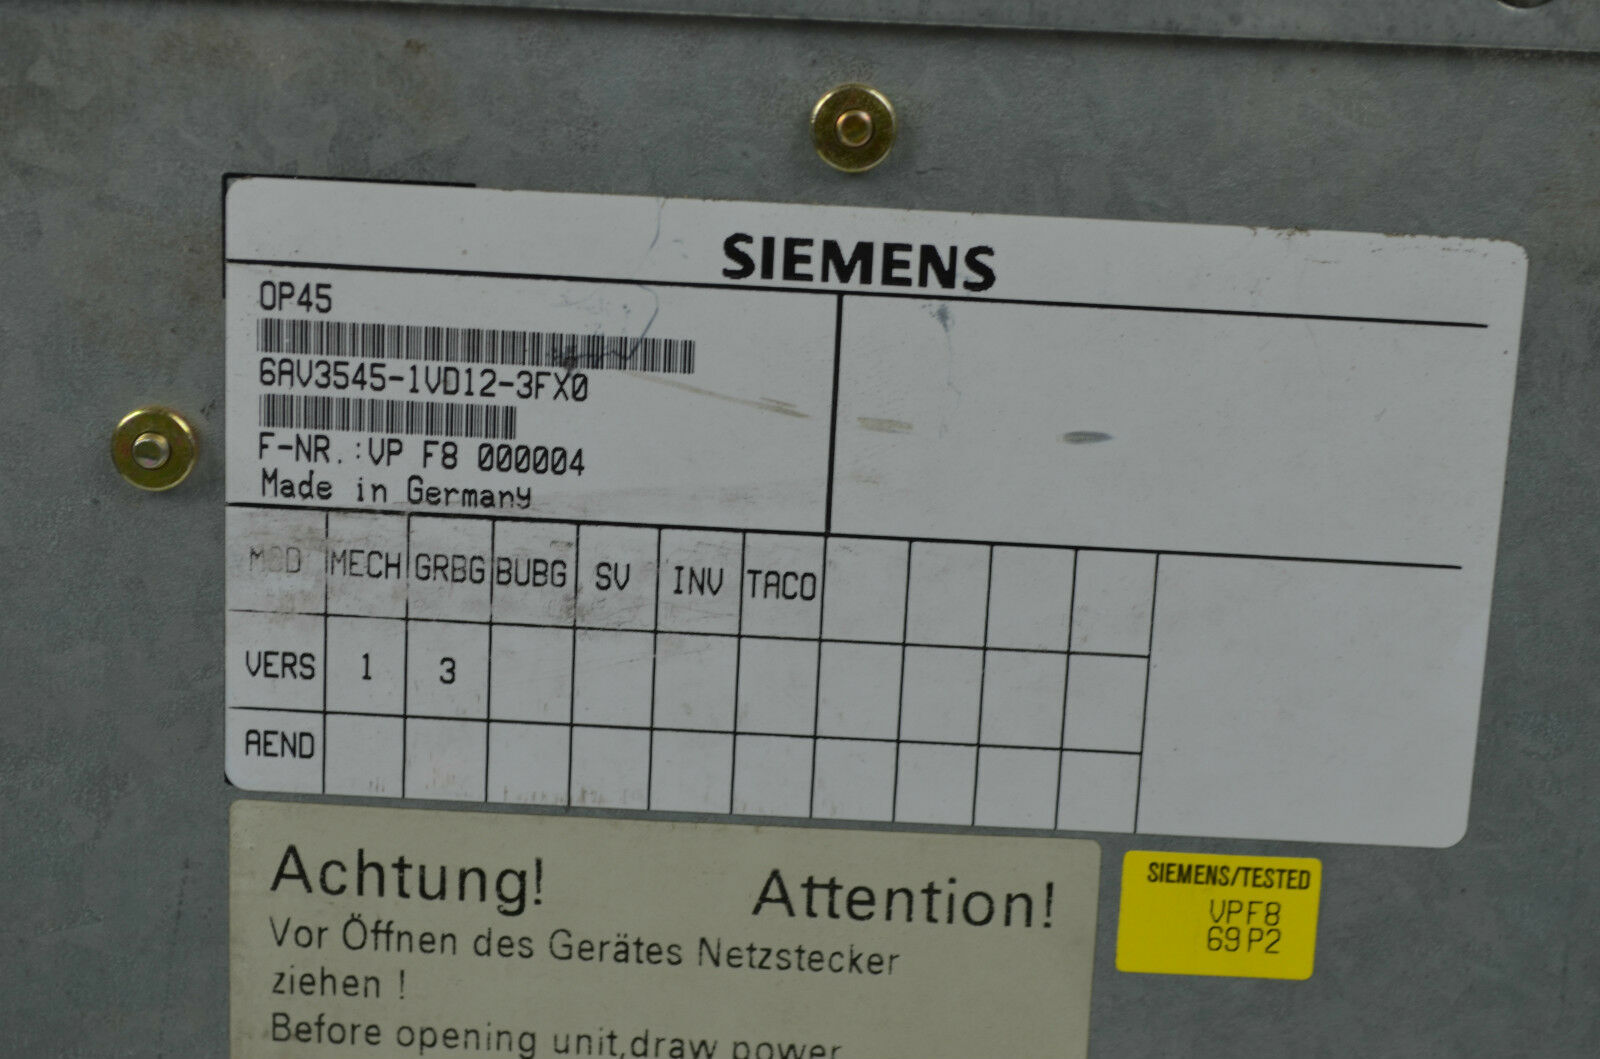 SIEMENS
OP45
6AV3545-1VD12-3FX0
F-NR.:VP F8 000004
Made in Germany
MOD MECH GRBG BUBG SV INV TACO
VERS 1 3
AEND
Achtung! Attention!
Vor Öffnen des Gerätes Netzstecker
ziehen !
Before opening unit,draw power
SIEMENS/TESTED
VPF8
69P2